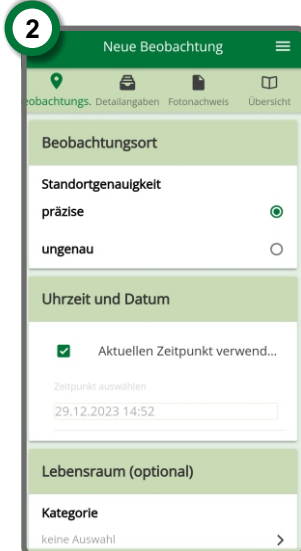 2
Neue Beobachtung
eobachtungs. Detailangaben Fotonachweis Übersicht
Beobachtungsort
Standortgenauigkeit
präzise
ungenau
Uhrzeit und Datum
Aktuellen Zeitpunkt verwend...
Zeitpunkt auswählen
29.12.2023 14:52
Lebensraum (optional)
Kategorie
keine Auswahl